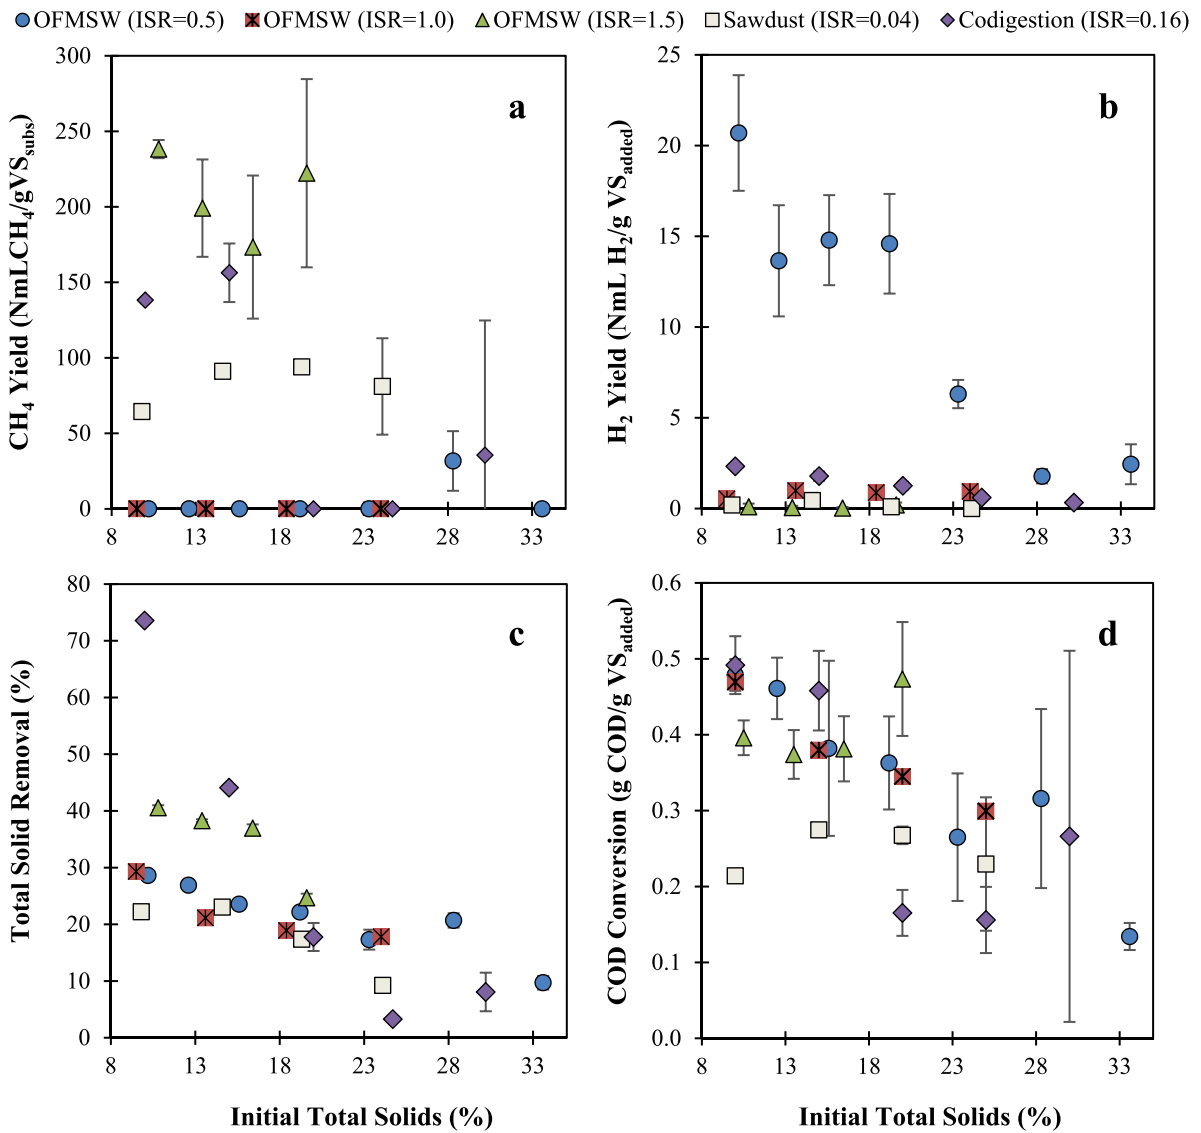 OFMSW (ISR=0.5) OFMSW (ISR=1.0) OFMSW (ISR=1.5) Sawdust (ISR=0.04) Codigestion (ISR=0.16)
CH4 Yield (NmLCH4/gVSsubs)
300
250
200
150
100
50
0
8 13 18 23 28 33
a
H2 Yield (NmL H2/g VSadded)
25
20
15
10
5
0
8 13 18 23 28 33
b
Total Solid Removal (%)
80
70
60
50
40
30
20
10
0
8 13 18 23 28 33
c
Initial Total Solids (%)
COD Conversion (g COD/g VSadded)
0.6
0.5
0.4
0.3
0.2
0.1
0.0
8 13 18 23 28 33
d
Initial Total Solids (%)